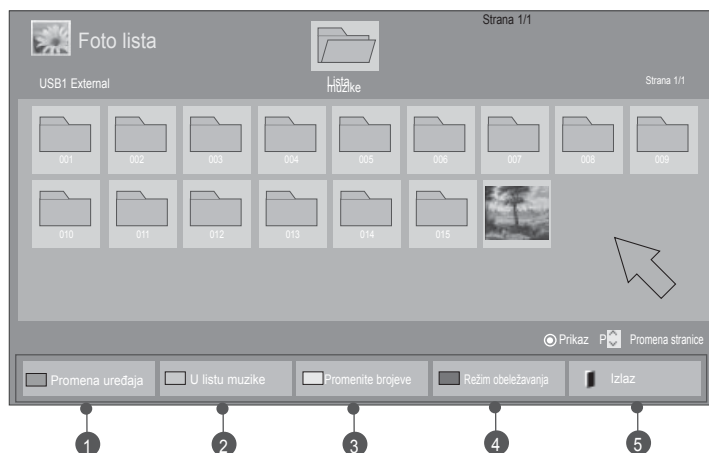 Strana 1/1
Foto lista
USB1 External
Lista
muzike
Strana 1/1
001 002 003 004 005 006 007 008 009
010 011 012 013 014 015
Prikaz P Promena stranice
Promena uređaja U listu muzike Promenite brojeve Režim obeležavanja Izlaz
1 2 3 4 5